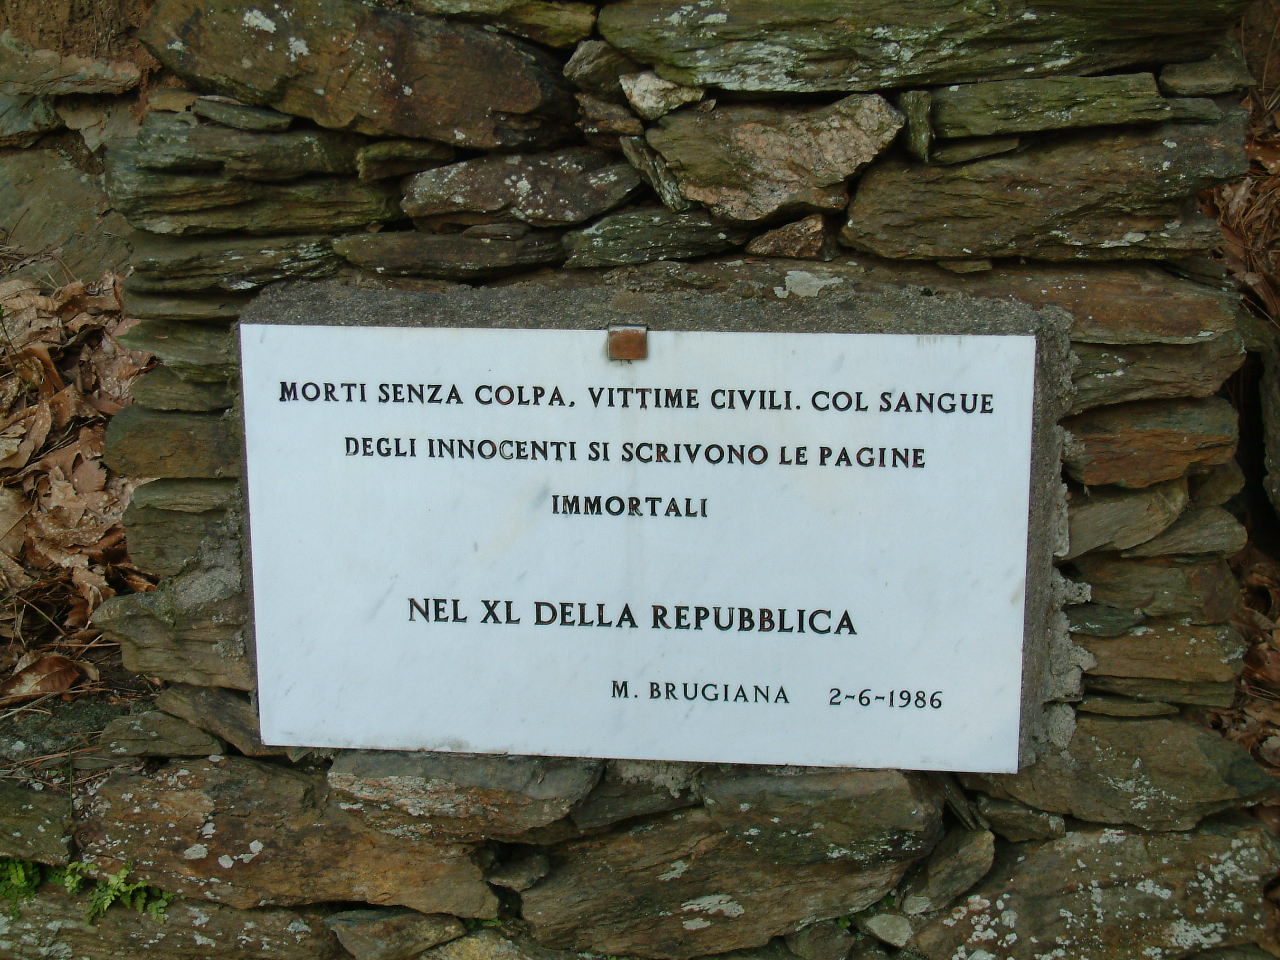 MORTI SENZA COLPA, VITTIME CIVILI. COL SANGUE
DEGLI INNOCENTI SI SCRIVONO LE PAGINE
IMMORTALI
NEL XL DELLA REPUBBLICA
M. BRUGIANA 2-6-1986